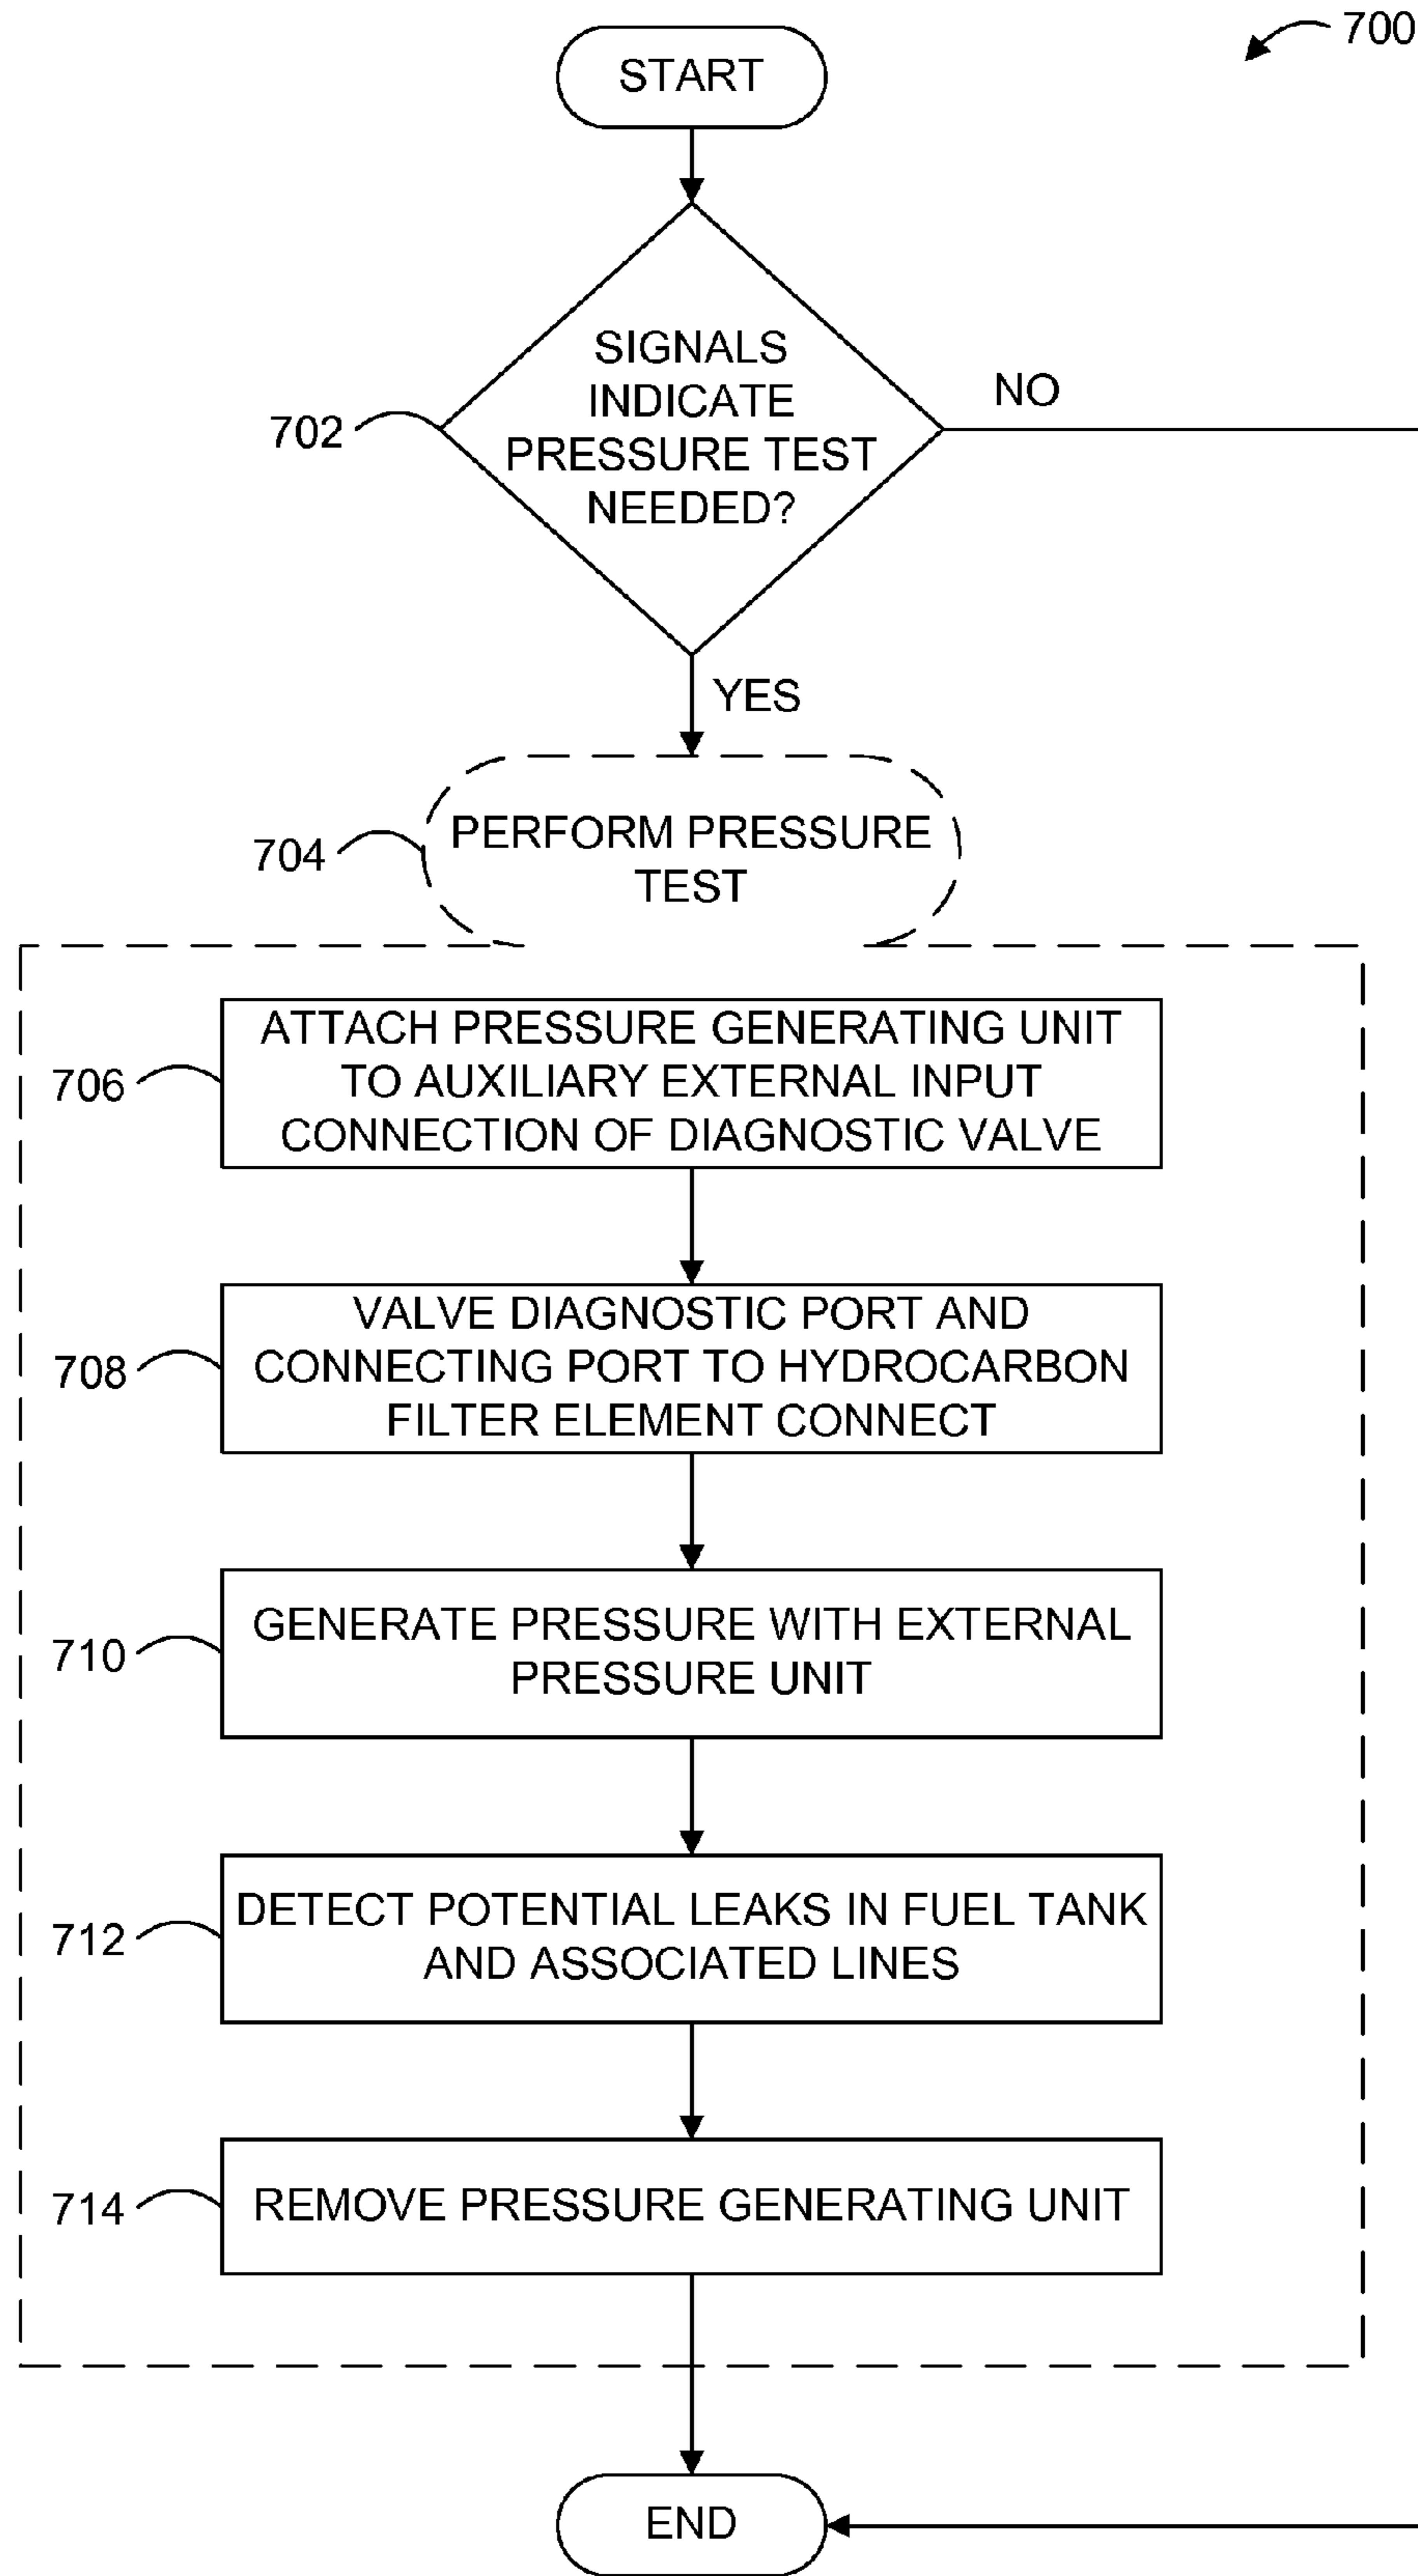 700
START
SIGNALS
INDICATE
PRESSURE TEST
NEEDED?
702
NO
YES
PERFORM PRESSURE
TEST
704
ATTACH PRESSURE GENERATING UNIT
TO AUXILIARY EXTERNAL INPUT
CONNECTION OF DIAGNOSTIC VALVE
706
VALVE DIAGNOSTIC PORT AND
CONNECTING PORT TO HYDROCARBON
FILTER ELEMENT CONNECT
708
GENERATE PRESSURE WITH EXTERNAL
PRESSURE UNIT
710
DETECT POTENTIAL LEAKS IN FUEL TANK
AND ASSOCIATED LINES
712
REMOVE PRESSURE GENERATING UNIT
714
END